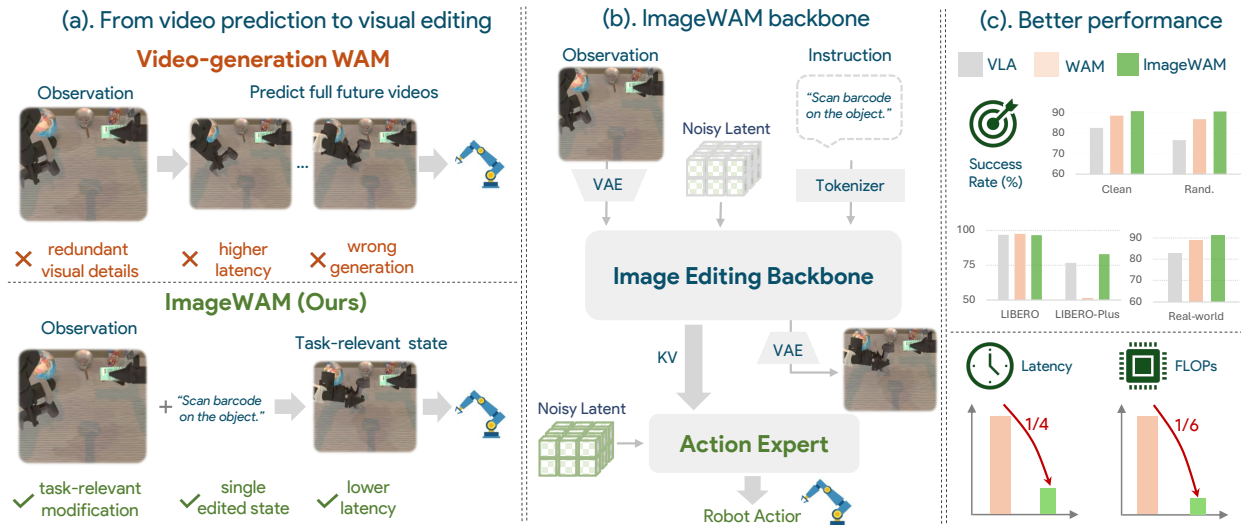 (a). From video prediction to visual editing
Video-generation WAM
Observation
Predict full future videos
...
redundant
visual details
higher
latency
wrong
generation
ImageWAM (Ours)
Observation
Task-relevant state
+ "Scan barcode
on the object."
task-relevant
modification
single
edited state
lower
latency
(b). ImageWAM backbone
Observation
Instruction
"Scan barcode
on the object."
Noisy Latent
VAE
Tokenizer
Image Editing Backbone
KV
VAE
Noisy Latent
Action Expert
Robot Actior
(c). Better performance
VLA
WAM
ImageWAM
Success
Rate (%)
90
80
70
60
Clean
Rand.
100
75
50
LIBERO
LIBERO-Plus
90
80
70
60
Real-world
Latency
FLOPs
1/4
1/6